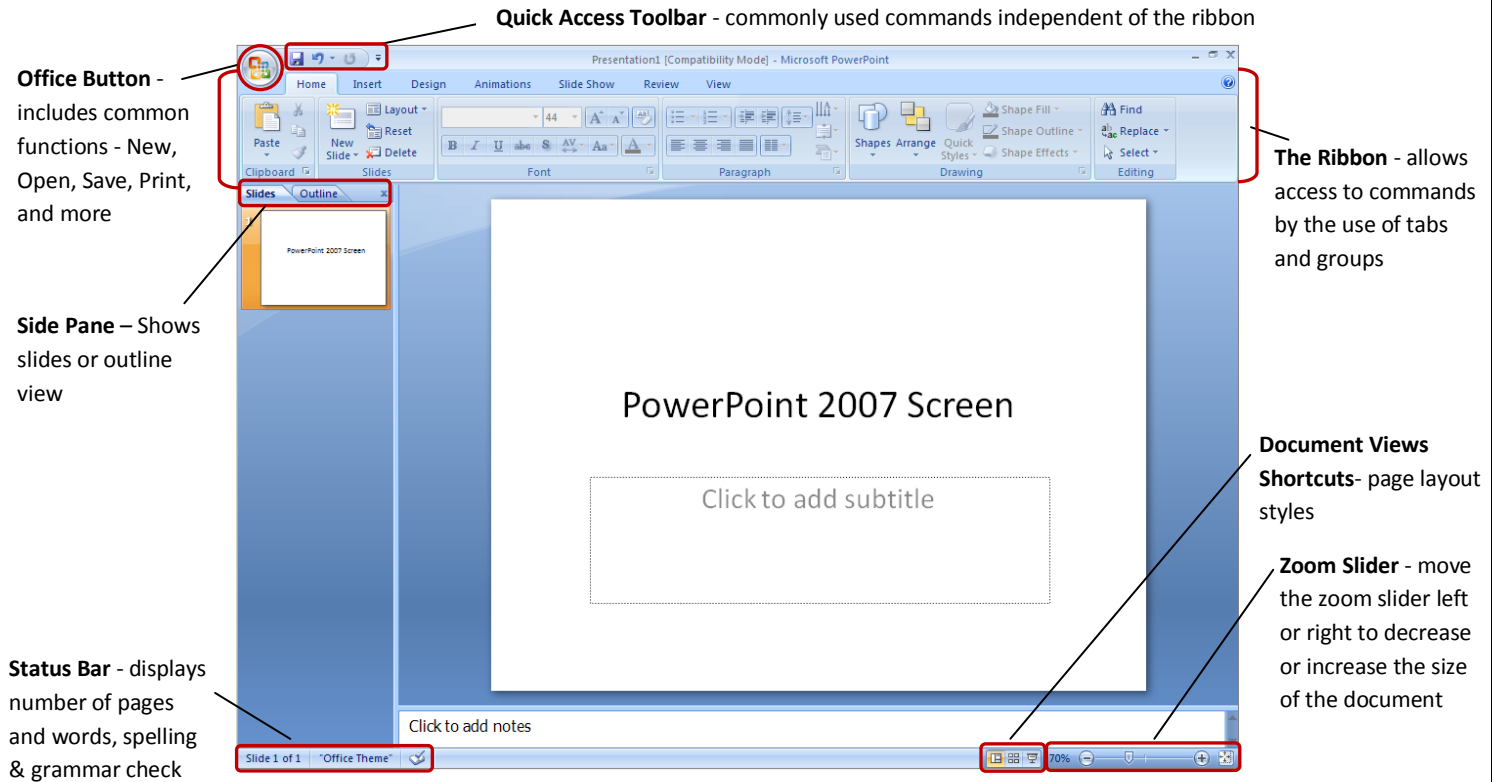 Quick Access Toolbar - commonly used commands independent of the ribbon
Office Button -
includes common
functions - New,
Open, Save, Print,
and more
Side Pane – Shows
slides or outline
view
Status Bar - displays
number of pages
and words, spelling
& grammar check
Presentation1 [Compatibility Mode] - Microsoft PowerPoint
Home Insert Design Animations Slide Show Review View
Paste
Clipboard
New
Slide
Layout
Reset
Delete
Slides
44 A A
B I U abc S AV Aa A
Font
Paragraph
Shapes Arrange Quick
Styles
Shape Fill
Shape Outline
Shape Effects
Drawing
Find
ab ac Replace
Select
Editing
Slides Outline x
1
PowerPoint 2007 Screen
PowerPoint 2007 Screen
Click to add subtitle
Click to add notes
Slide 1 of 1 "Office Theme" 70%
The Ribbon - allows
access to commands
by the use of tabs
and groups
Document Views
Shortcuts- page layout
styles
Zoom Slider - move
the zoom slider left
or right to decrease
or increase the size
of the document